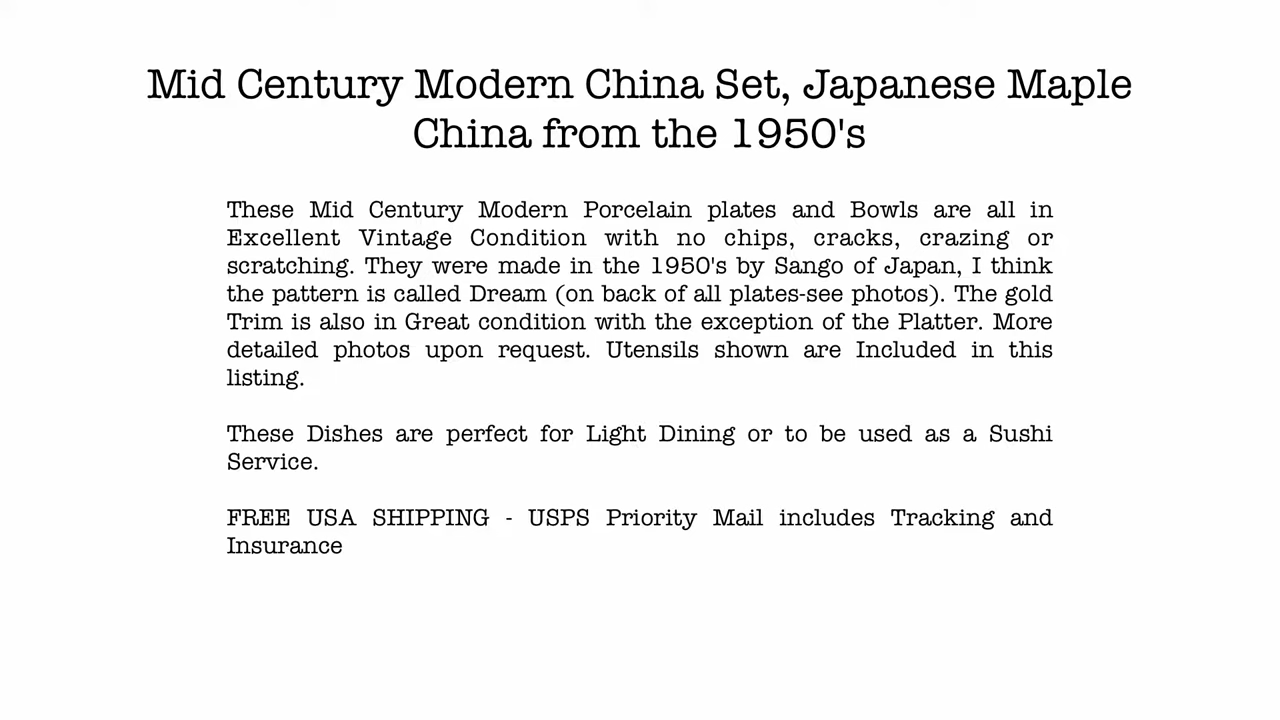 Mid Century Modern China Set, Japanese Maple
China from the 1950's
These Mid Century Modern Porcelain plates and Bowls are all in
Excellent Vintage Condition with no chips, cracks, crazing or
scratching. They were made in the 1950's by Sango of Japan, I think
the pattern is called Dream (on back of all plates-see photos). The gold
Trim is also in Great condition with the exception of the Platter. More
detailed photos upon request. Utensils shown are Included in this
listing.
These Dishes are perfect for Light Dining or to be used as a Sushi
Service.
FREE USA SHIPPING - USPS Priority Mail includes Tracking and
Insurance